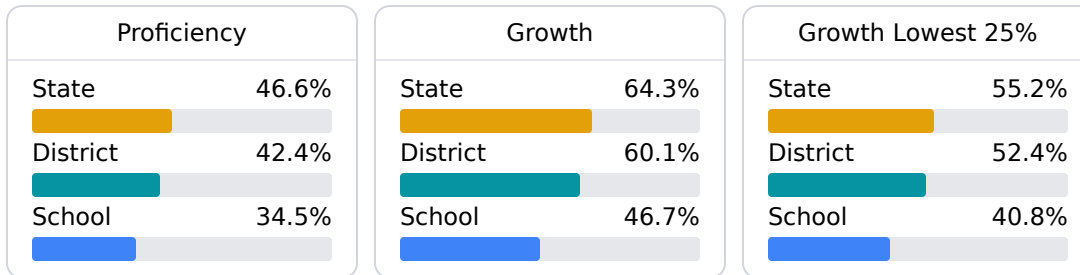 Proficiency
State 46.6%
District 42.4%
School 34.5%
Growth
State 64.3%
District 60.1%
School 46.7%
Growth Lowest 25%
State 55.2%
District 52.4%
School 40.8%